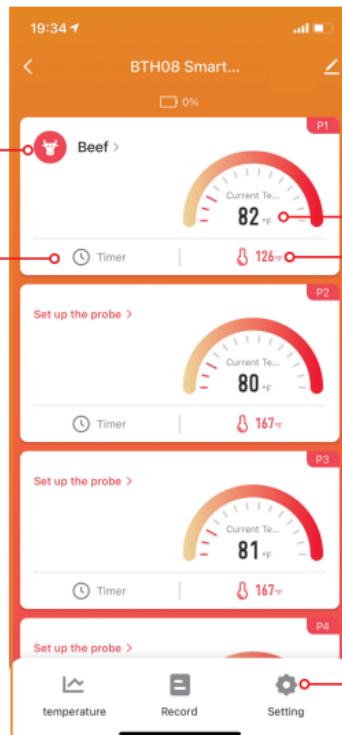 19:34
BTH08 Smart...
0%
P1
Beef >
Current Te...
82 °F
Timer
126 °F
P2
Set up the probe >
Current Te...
80 °F
Timer
167 °F
P3
Set up the probe >
Current Te...
81 °F
Timer
167 °F
P4
Set up the probe >
temperature
Record
Setting